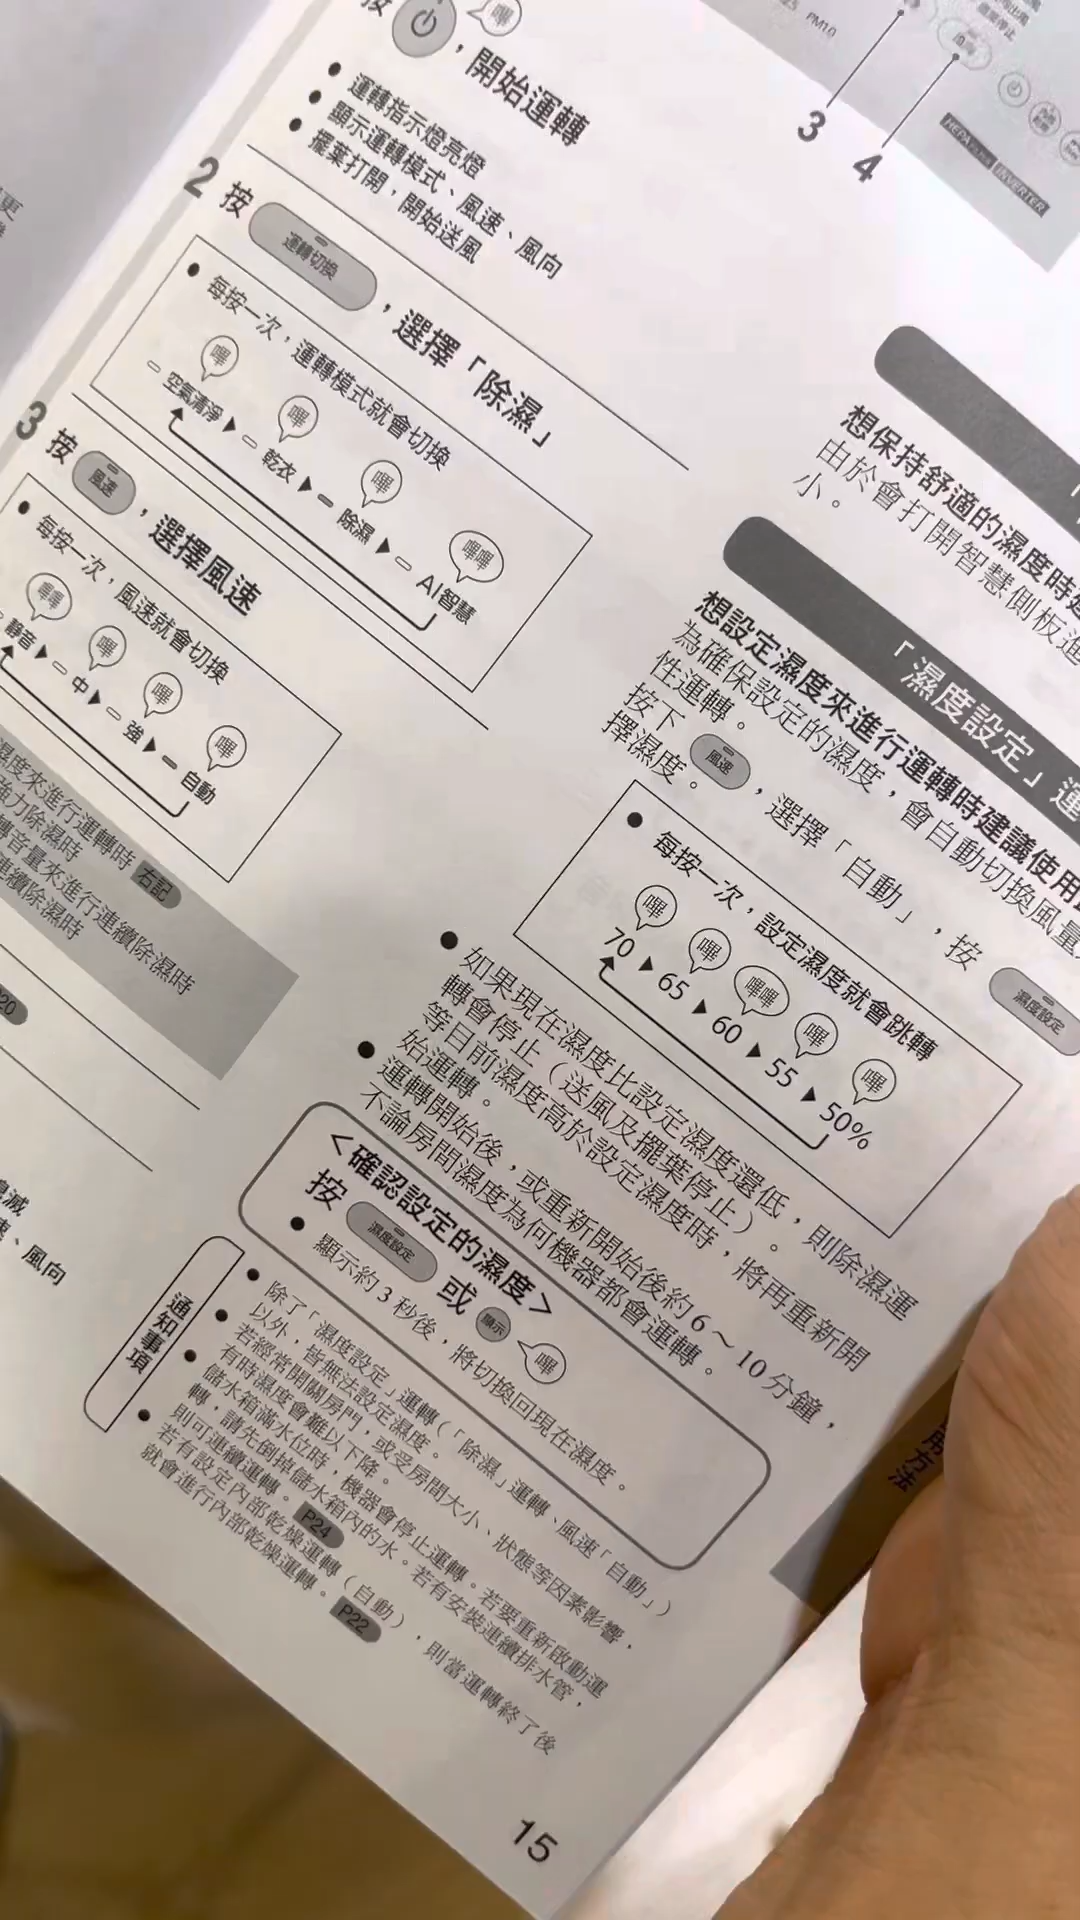 按 ⏻ 嗶
，開始運轉
● 運轉指示燈亮燈
● 顯示運轉模式、風速、風向
● 擺葉打開，開始送風
2 按 運轉切換 ，選擇「除濕」
● 每按一次，運轉模式就會切換
嗶 嗶 嗶 嗶嗶
空氣清淨▶乾衣▶除濕▶AI智慧
3 按 風速 ，選擇風速
● 每按一次，風速就會切換
嗶嗶 嗶 嗶 嗶
靜音▶中▶強▶自動
濕度來進行運轉時 右記
強力除濕時
轉音量來進行連續除濕時
連續除濕時
20
速、風向
PM10
3
4
HEPA
INVERTER
想保持舒適的濕度時
由於會打開智慧側板進
小。
「濕度設定」運
想設定濕度來進行運轉時建議使用
為確保設定的濕度，會自動切換風量
性運轉。
按下 風速 ，選擇「自動」，按 濕度設定
擇濕度。
● 每按一次，設定濕度就會跳轉
嗶 嗶 嗶嗶 嗶 嗶
70▶65▶60▶55▶50%
● 如果現在濕度比設定濕度還低，則除濕運
轉會停止（送風及擺葉停止）。
等目前濕度高於設定濕度時，將再重新開
始運轉。
● 運轉開始後，或重新開始後約6～10分鐘，
不論房間濕度為何機器都會運轉。
＜確認設定的濕度＞
按 濕度設定 或 顯示 嗶
● 顯示約3秒後，將切換回現在濕度。
通知事項
● 除了「濕度設定」運轉(「除濕」運轉、風速「自動」)
以外，皆無法設定濕度。
● 若經常開關房門，或受房間大小、狀態等因素影響，
有時濕度會難以下降。
● 儲水箱滿水位時，機器會停止運轉。若要重新啟動運
轉，請先倒掉儲水箱內的水。若有安裝連續排水管，
則可連續運轉。 P24
● 若有設定內部乾燥運轉（自動），則當運轉終了後
就會進行內部乾燥運轉。 P22
用方法
15